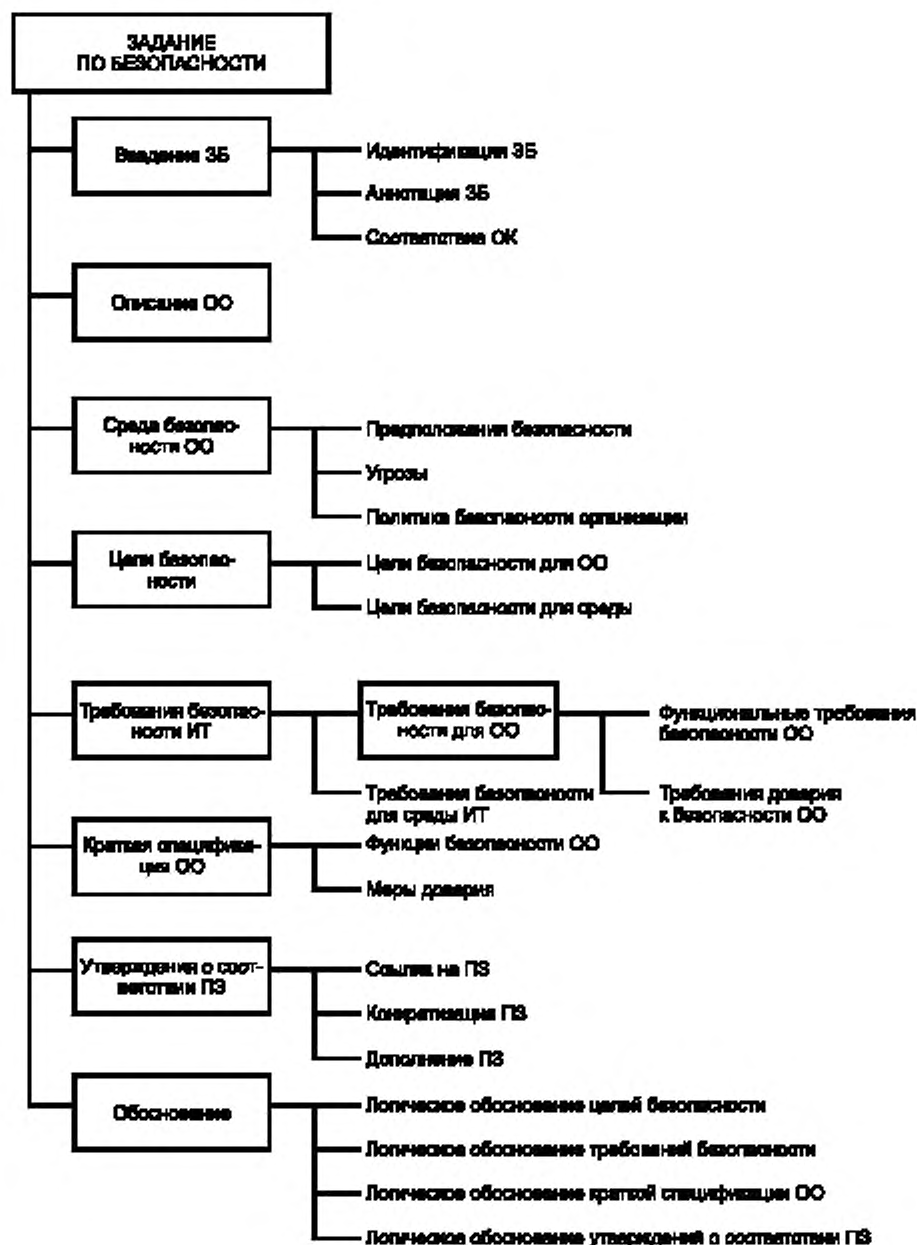 ЗАДАНИЕ
ПО БЕЗОПАСНОСТИ
Введение ЗБ
Идентификация ЗБ
Аннотация ЗБ
Соответствие ОК
Описание ОО
Среда безопас-
ности ОО
Предположения безопасности
Угрозы
Политика безопасности организации
Цели безопас-
ности
Цели безопасности для ОО
Цели безопасности для среды
Требования безопас-
ности ИТ
Требования безопас-
ности для ОО
Функциональные требования
безопасности ОО
Требования безопасности
для среды ИТ
Требования доверия
к безопасности ОО
Краткая специфика-
ция ОО
Функции безопасности ОО
Меры доверия
Утверждения о соот-
ветствии ПЗ
Ссылка на ПЗ
Конкретизация ПЗ
Дополнение ПЗ
Обоснование
Логическое обоснование целей безопасности
Логическое обоснование требований безопасности
Логическое обоснование краткой спецификации ОО
Логическое обоснование утверждений о соответствии ПЗ